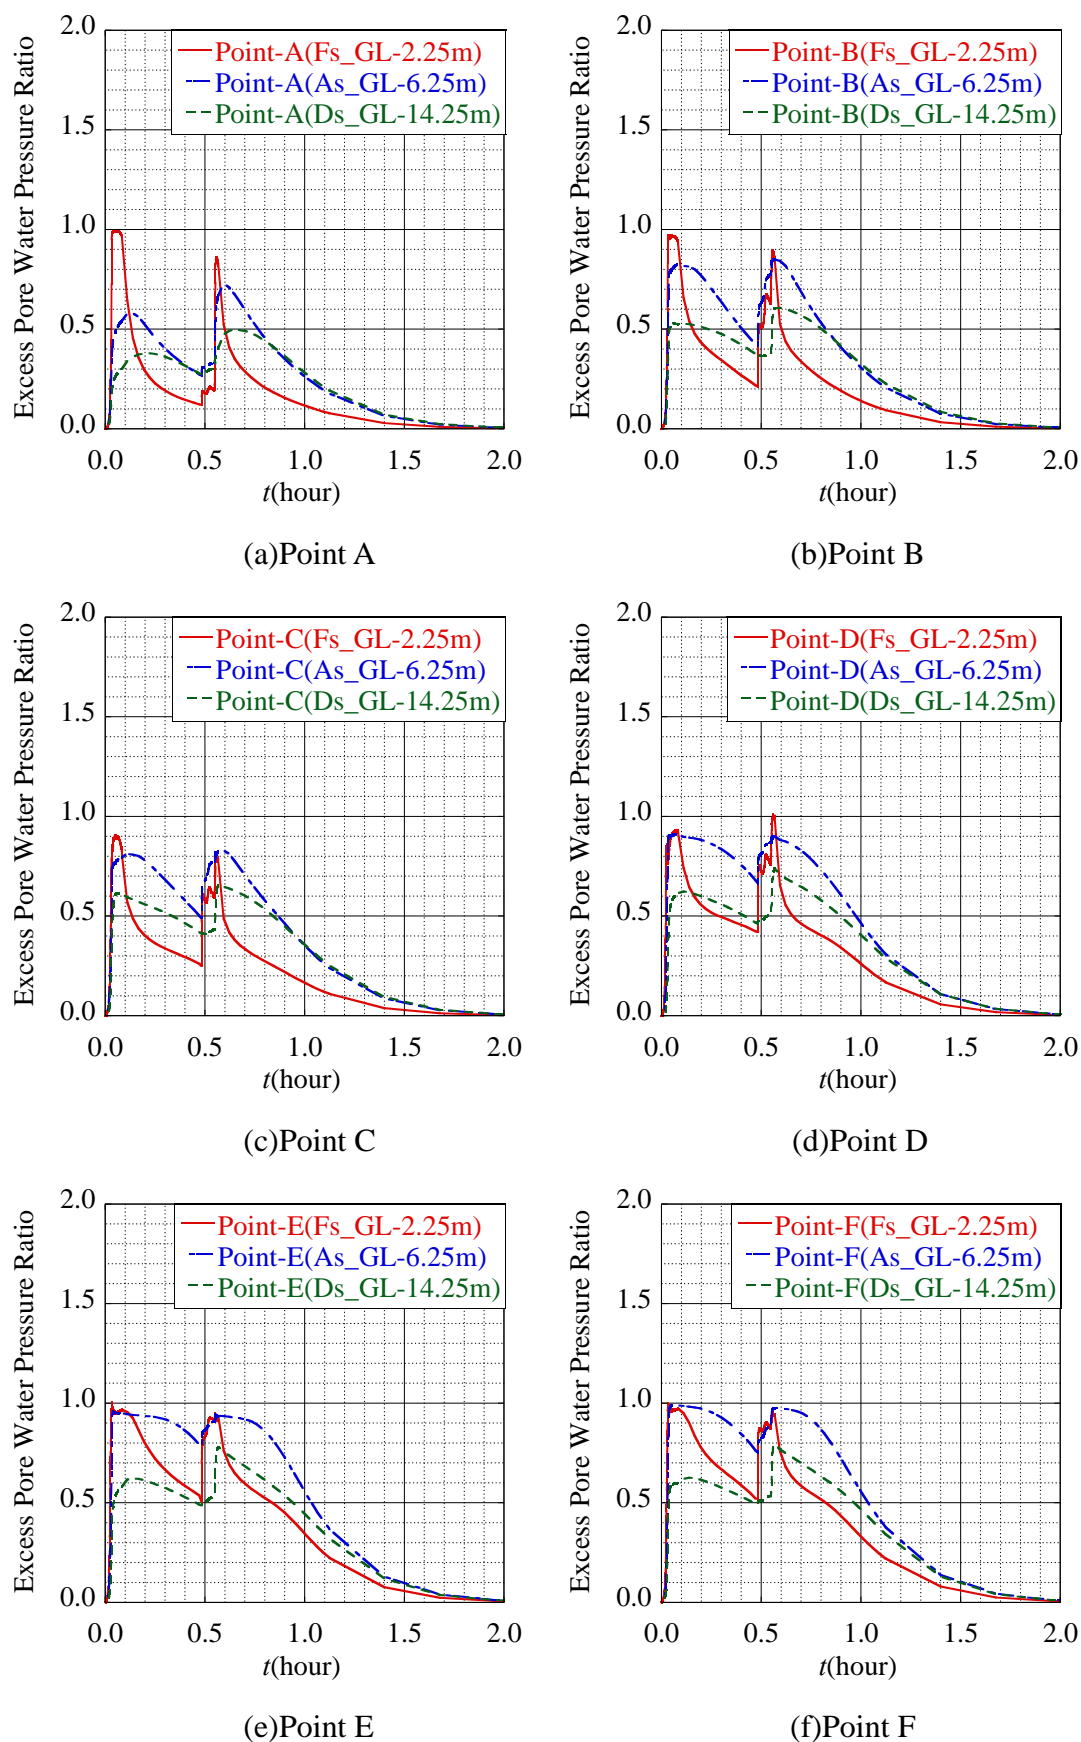 Excess Pore Water Pressure Ratio
2.0
1.5
1.0
0.5
0.0
Point-A(Fs_GL-2.25m)
Point-A(As_GL-6.25m)
Point-A(Ds_GL-14.25m)
0.0 0.5 1.0 1.5 2.0
t(hour)
(a)Point A
Excess Pore Water Pressure Ratio
2.0
1.5
1.0
0.5
0.0
Point-B(Fs_GL-2.25m)
Point-B(As_GL-6.25m)
Point-B(Ds_GL-14.25m)
0.0 0.5 1.0 1.5 2.0
t(hour)
(b)Point B
Excess Pore Water Pressure Ratio
2.0
1.5
1.0
0.5
0.0
Point-C(Fs_GL-2.25m)
Point-C(As_GL-6.25m)
Point-C(Ds_GL-14.25m)
0.0 0.5 1.0 1.5 2.0
t(hour)
(c)Point C
Excess Pore Water Pressure Ratio
2.0
1.5
1.0
0.5
0.0
Point-D(Fs_GL-2.25m)
Point-D(As_GL-6.25m)
Point-D(Ds_GL-14.25m)
0.0 0.5 1.0 1.5 2.0
t(hour)
(d)Point D
Excess Pore Water Pressure Ratio
2.0
1.5
1.0
0.5
0.0
Point-E(Fs_GL-2.25m)
Point-E(As_GL-6.25m)
Point-E(Ds_GL-14.25m)
0.0 0.5 1.0 1.5 2.0
t(hour)
(e)Point E
Excess Pore Water Pressure Ratio
2.0
1.5
1.0
0.5
0.0
Point-F(Fs_GL-2.25m)
Point-F(As_GL-6.25m)
Point-F(Ds_GL-14.25m)
0.0 0.5 1.0 1.5 2.0
t(hour)
(f)Point F